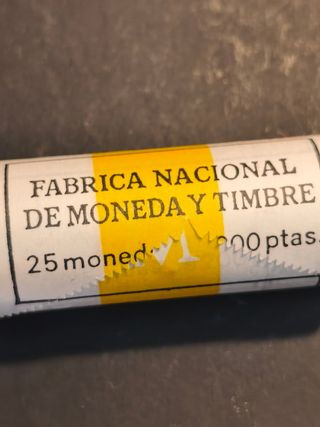 FABRICA NACIONAL
DE MONEDA Y TIMBRE
25 ptas.